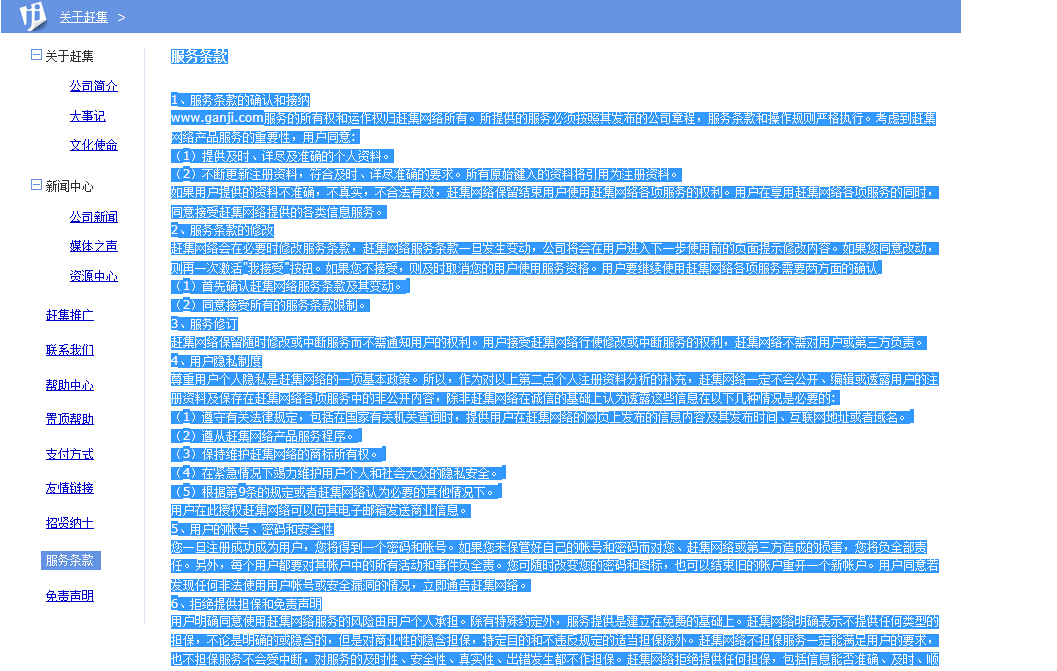 关于赶集 >
关于赶集
公司简介
大事记
文化使命
新闻中心
公司新闻
媒体之声
资源中心
赶集推广
联系我们
帮助中心
置顶帮助
支付方式
友情链接
招贤纳士
服务条款
免责声明
服务条款
1、服务条款的确认和接纳
www.ganji.com服务的所有权和运作权归赶集网络所有。所提供的服务必须按照其发布的公司章程，服务条款和操作规则严格执行。考虑到赶集
网络产品服务的重要性，用户同意：
（1）提供及时、详尽及准确的个人资料。
（2）不断更新注册资料，符合及时、详尽准确的要求。所有原始键入的资料将引用为注册资料。
如果用户提供的资料不准确，不真实，不合法有效，赶集网络保留结束用户使用赶集网络各项服务的权利。用户在享用赶集网络各项服务的同时，
同意接受赶集网络提供的各类信息服务。
2、服务条款的修改
赶集网络会在必要时修改服务条款，赶集网络服务条款一旦发生变动，公司将会在用户进入下一步使用前的页面提示修改内容。如果您同意改动，
则再一次激活"我接受"按钮。如果您不接受，则及时取消您的用户使用服务资格。用户要继续使用赶集网络各项服务需要两方面的确认
（1）首先确认赶集网络服务条款及其变动。
（2）同意接受所有的服务条款限制。
3、服务修订
赶集网络保留随时修改或中断服务而不需通知用户的权利。用户接受赶集网络行使修改或中断服务的权利，赶集网络不需对用户或第三方负责。
4、用户隐私制度
尊重用户个人隐私是赶集网络的一项基本政策。所以，作为对以上第二点个人注册资料分析的补充，赶集网络一定不会公开、编辑或透露用户的注
册资料及保存在赶集网络各项服务中的非公开内容，除非赶集网络在诚信的基础上认为透露这些信息在以下几种情况是必要的：
（1）遵守有关法律规定，包括在国家有关机关查询时，提供用户在赶集网络的网页上发布的信息内容及其发布时间、互联网地址或者域名。
（2）遵从赶集网络产品服务程序。
（3）保持维护赶集网络的商标所有权。
（4）在紧急情况下竭力维护用户个人和社会大众的隐私安全。
（5）根据第9条的规定或者赶集网络认为必要的其他情况下。
用户在此授权赶集网络可以向其电子邮箱发送商业信息。
5、用户的帐号、密码和安全性
您一旦注册成功成为用户，您将得到一个密码和帐号。如果您未保管好自己的帐号和密码而对您、赶集网络或第三方造成的损害，您将负全部责
任。另外，每个用户都要对其帐户中的所有活动和事件负全责。您可随时改变您的密码和图标，也可以结束旧的帐户重开一个新帐户。用户同意若
发现任何非法使用用户帐号或安全漏洞的情况，立即通告赶集网络。
6、拒绝提供担保和免责声明
用户明确同意使用赶集网络服务的风险由用户个人承担。除有特殊约定外，服务提供是建立在免费的基础上。赶集网络明确表示不提供任何类型的
担保，不论是明确的或隐含的，但是对商业性的隐含担保，特定目的和不违反规定的适当担保除外。赶集网络不担保服务一定能满足用户的要求，
也不担保服务不会受中断，对服务的及时性、安全性、真实性、出错发生都不作担保。赶集网络拒绝提供任何担保，包括信息能否准确、及时、顺